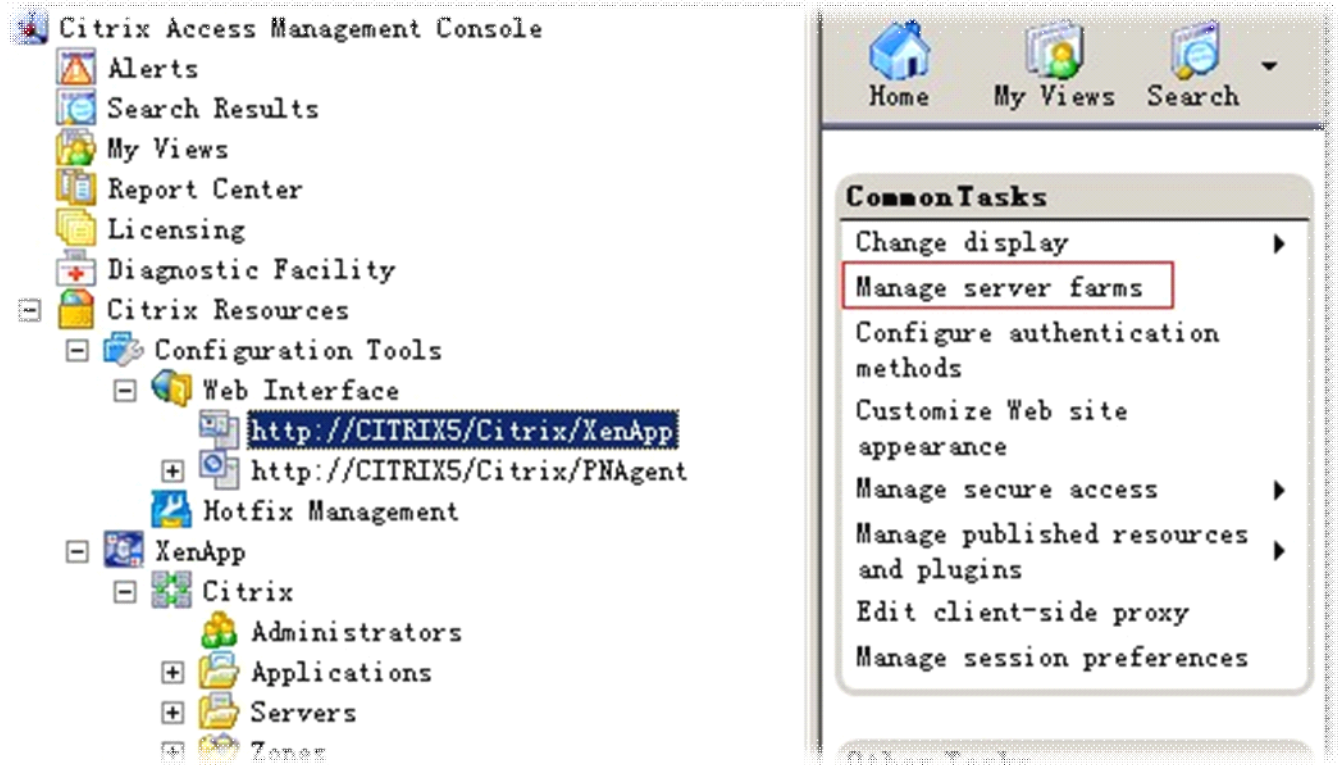 Citrix Access Management Console
Alerts
Search Results
My Views
Report Center
Licensing
Diagnostic Facility
Citrix Resources
Configuration Tools
Web Interface
http://CITRIX5/Citrix/XenApp
http://CITRIX5/Citrix/PNAgent
Hotfix Management
XenApp
Citrix
Administrators
Applications
Servers
Zones
Home
My Views
Search
Common Tasks
Change display
Manage server farms
Configure authentication
methods
Customize Web site
appearance
Manage secure access
Manage published resources
and plugins
Edit client-side proxy
Manage session preferences